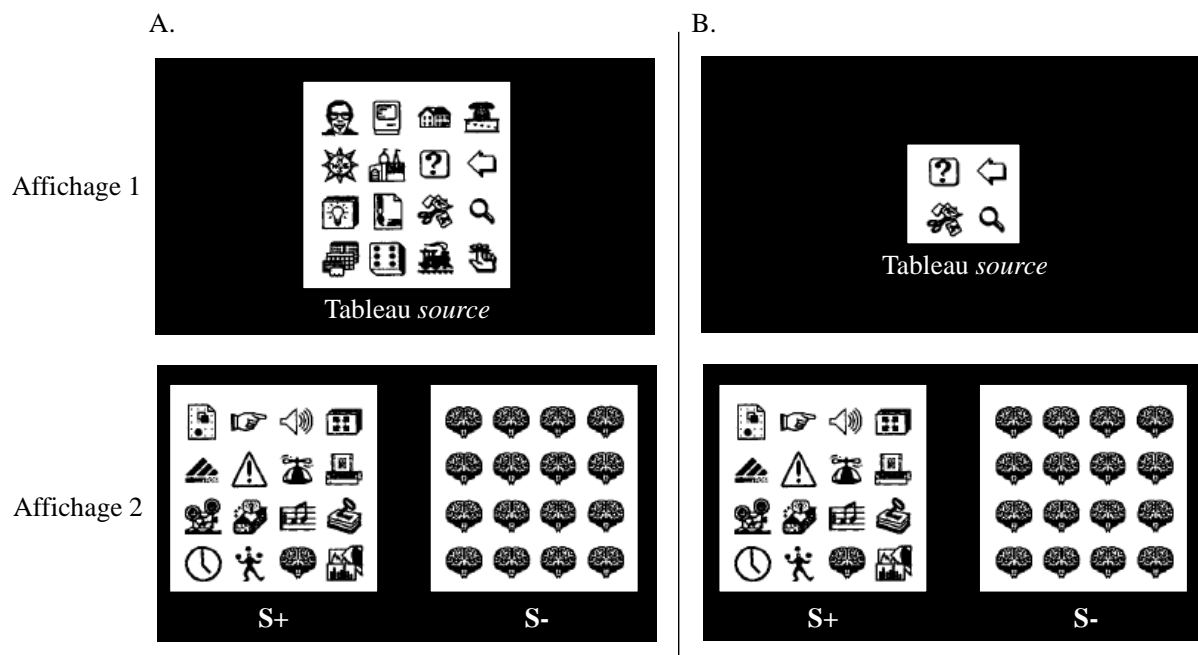 A.
B.
Affichage 1
Tableau source
Tableau source
Affichage 2
S+
S-
S+
S-